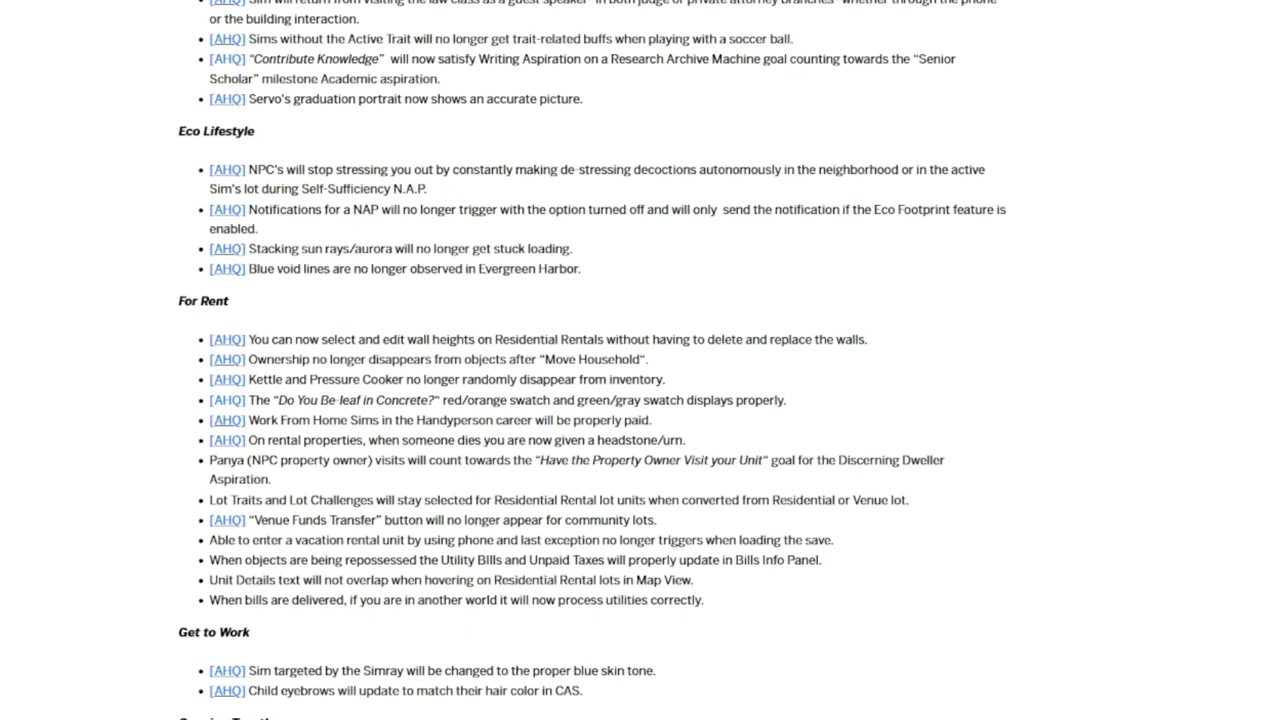 or the building interaction.
• [AHQ] Sims without the Active Trait will no longer get trait-related buffs when playing with a soccer ball.
• [AHQ] “Contribute Knowledge”  will now satisfy Writing Aspiration on a Research Archive Machine goal counting towards the “Senior
Scholar” milestone Academic aspiration.
• [AHQ] Servo's graduation portrait now shows an accurate picture.
Eco Lifestyle
• [AHQ] NPC's will stop stressing you out by constantly making de-stressing decoctions autonomously in the neighborhood or in the active
Sim's lot during Self-Sufficiency N.A.P.
• [AHQ] Notifications for a NAP will no longer trigger with the option turned off and will only  send the notification if the Eco Footprint feature is
enabled.
• [AHQ] Stacking sun rays/aurora will no longer get stuck loading.
• [AHQ] Blue void lines are no longer observed in Evergreen Harbor.
For Rent
• [AHQ] You can now select and edit wall heights on Residential Rentals without having to delete and replace the walls.
• [AHQ] Ownership no longer disappears from objects after “Move Household“.
• [AHQ] Kettle and Pressure Cooker no longer randomly disappear from inventory.
• [AHQ] The “Do You Be-leaf in Concrete?“ red/orange swatch and green/gray swatch displays properly.
• [AHQ] Work From Home Sims in the Handyperson career will be properly paid.
• [AHQ] On rental properties, when someone dies you are now given a headstone/urn.
• Panya (NPC property owner) visits will count towards the “Have the Property Owner Visit your Unit“ goal for the Discerning Dweller
Aspiration.
• Lot Traits and Lot Challenges will stay selected for Residential Rental lot units when converted from Residential or Venue lot.
• [AHQ] “Venue Funds Transfer” button will no longer appear for community lots.
• Able to enter a vacation rental unit by using phone and last exception no longer triggers when loading the save.
• When objects are being repossessed the Utility BIlls and Unpaid Taxes will properly update in Bills Info Panel.
• Unit Details text will not overlap when hovering on Residential Rental lots in Map View.
• When bills are delivered, if you are in another world it will now process utilities correctly.
Get to Work
• [AHQ] Sim targeted by the Simray will be changed to the proper blue skin tone.
• [AHQ] Child eyebrows will update to match their hair color in CAS.